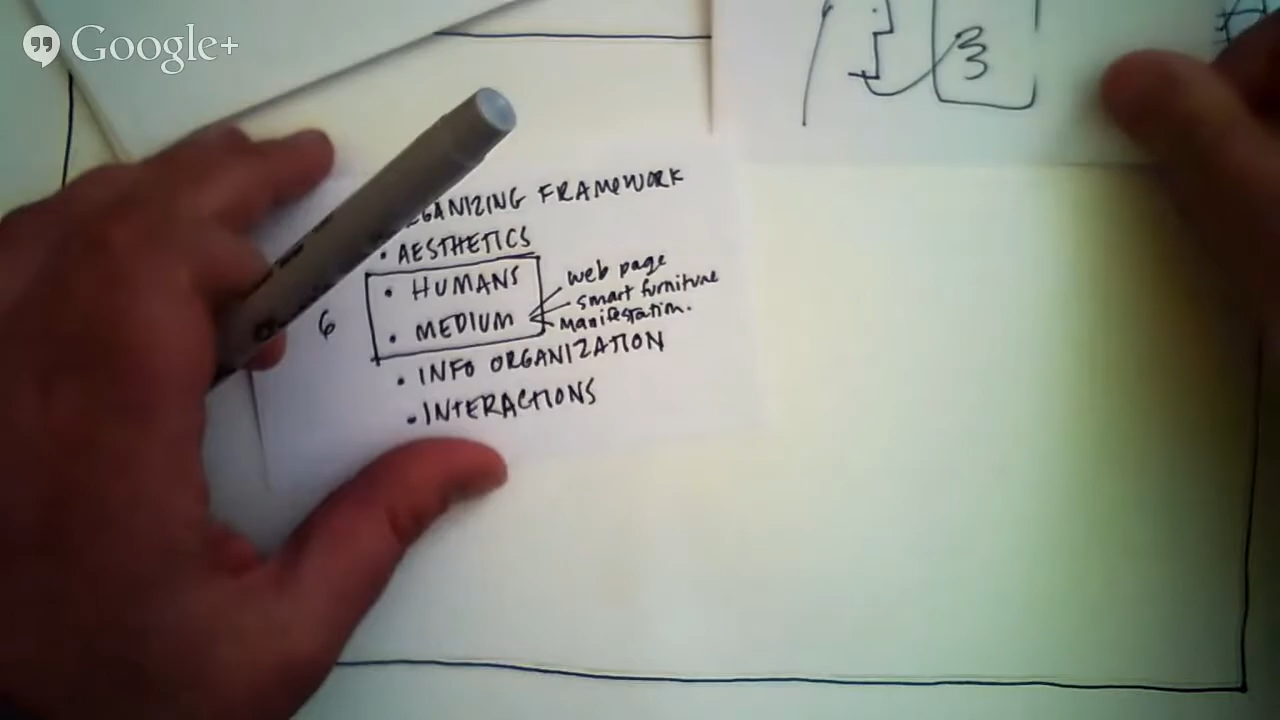 Google+
3
FRAMEWORK
• AESTHETICS
• HUMANS
• MEDIUM
web page
smart furniture
manifestation.
6
• INFO ORGANIZATION
• INTERACTIONS